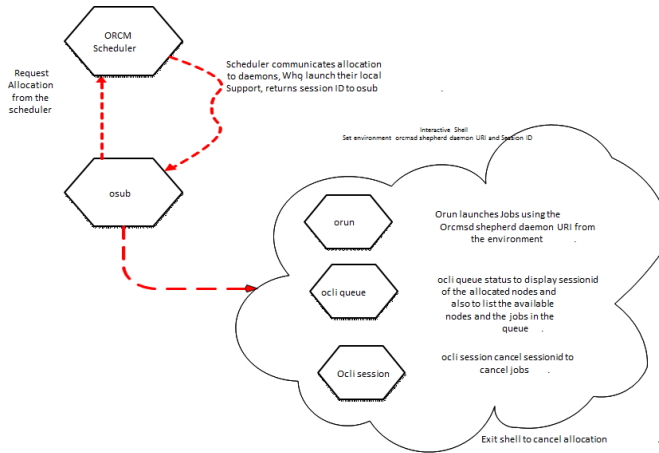 ORCM
Scheduler
Request
Allocation
from the
scheduler
Scheduler communicates allocation
to daemons, Whq launch their local
Support, returns session ID to osub .
osub
Interactive Shell
Set environment orcmsd shepherd daemon URI and Session ID
orun
Orun launches Jobs using the
Orcmsd shepherd daemon URI from
the environment .
ocli queue
ocli queue status to display sessionid
of the allocated nodes and
also to list the available
nodes and the jobs in the
queue .
Ocli session
ocli session cancel sessionid to
cancel jobs .
Exit shell to cancel allocation .